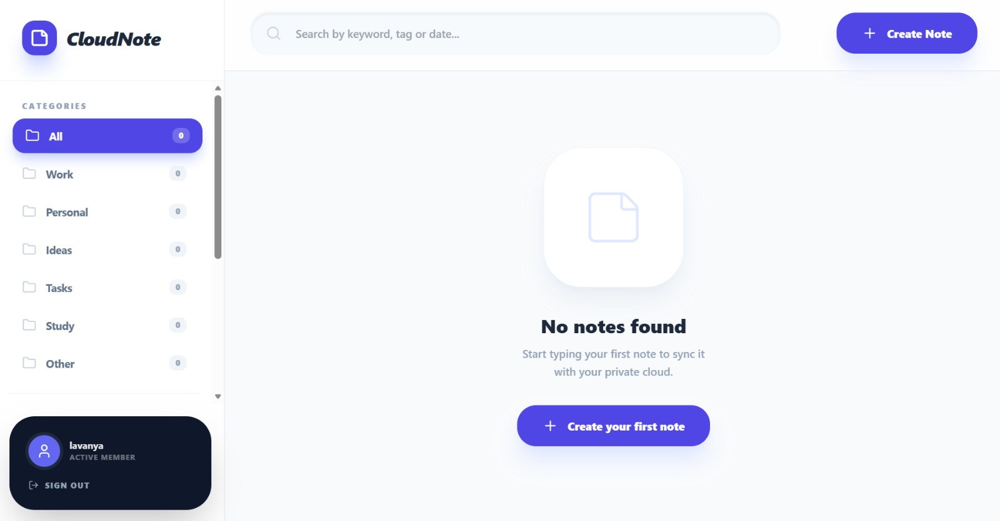 CloudNote
Search by keyword, tag or date...
Create Note
CATEGORIES
All 0
Work 0
Personal 0
Ideas 0
Tasks 0
Study 0
Other 0
No notes found
Start typing your first note to sync it
with your private cloud.
Create your first note
lavanya
ACTIVE MEMBER
SIGN OUT